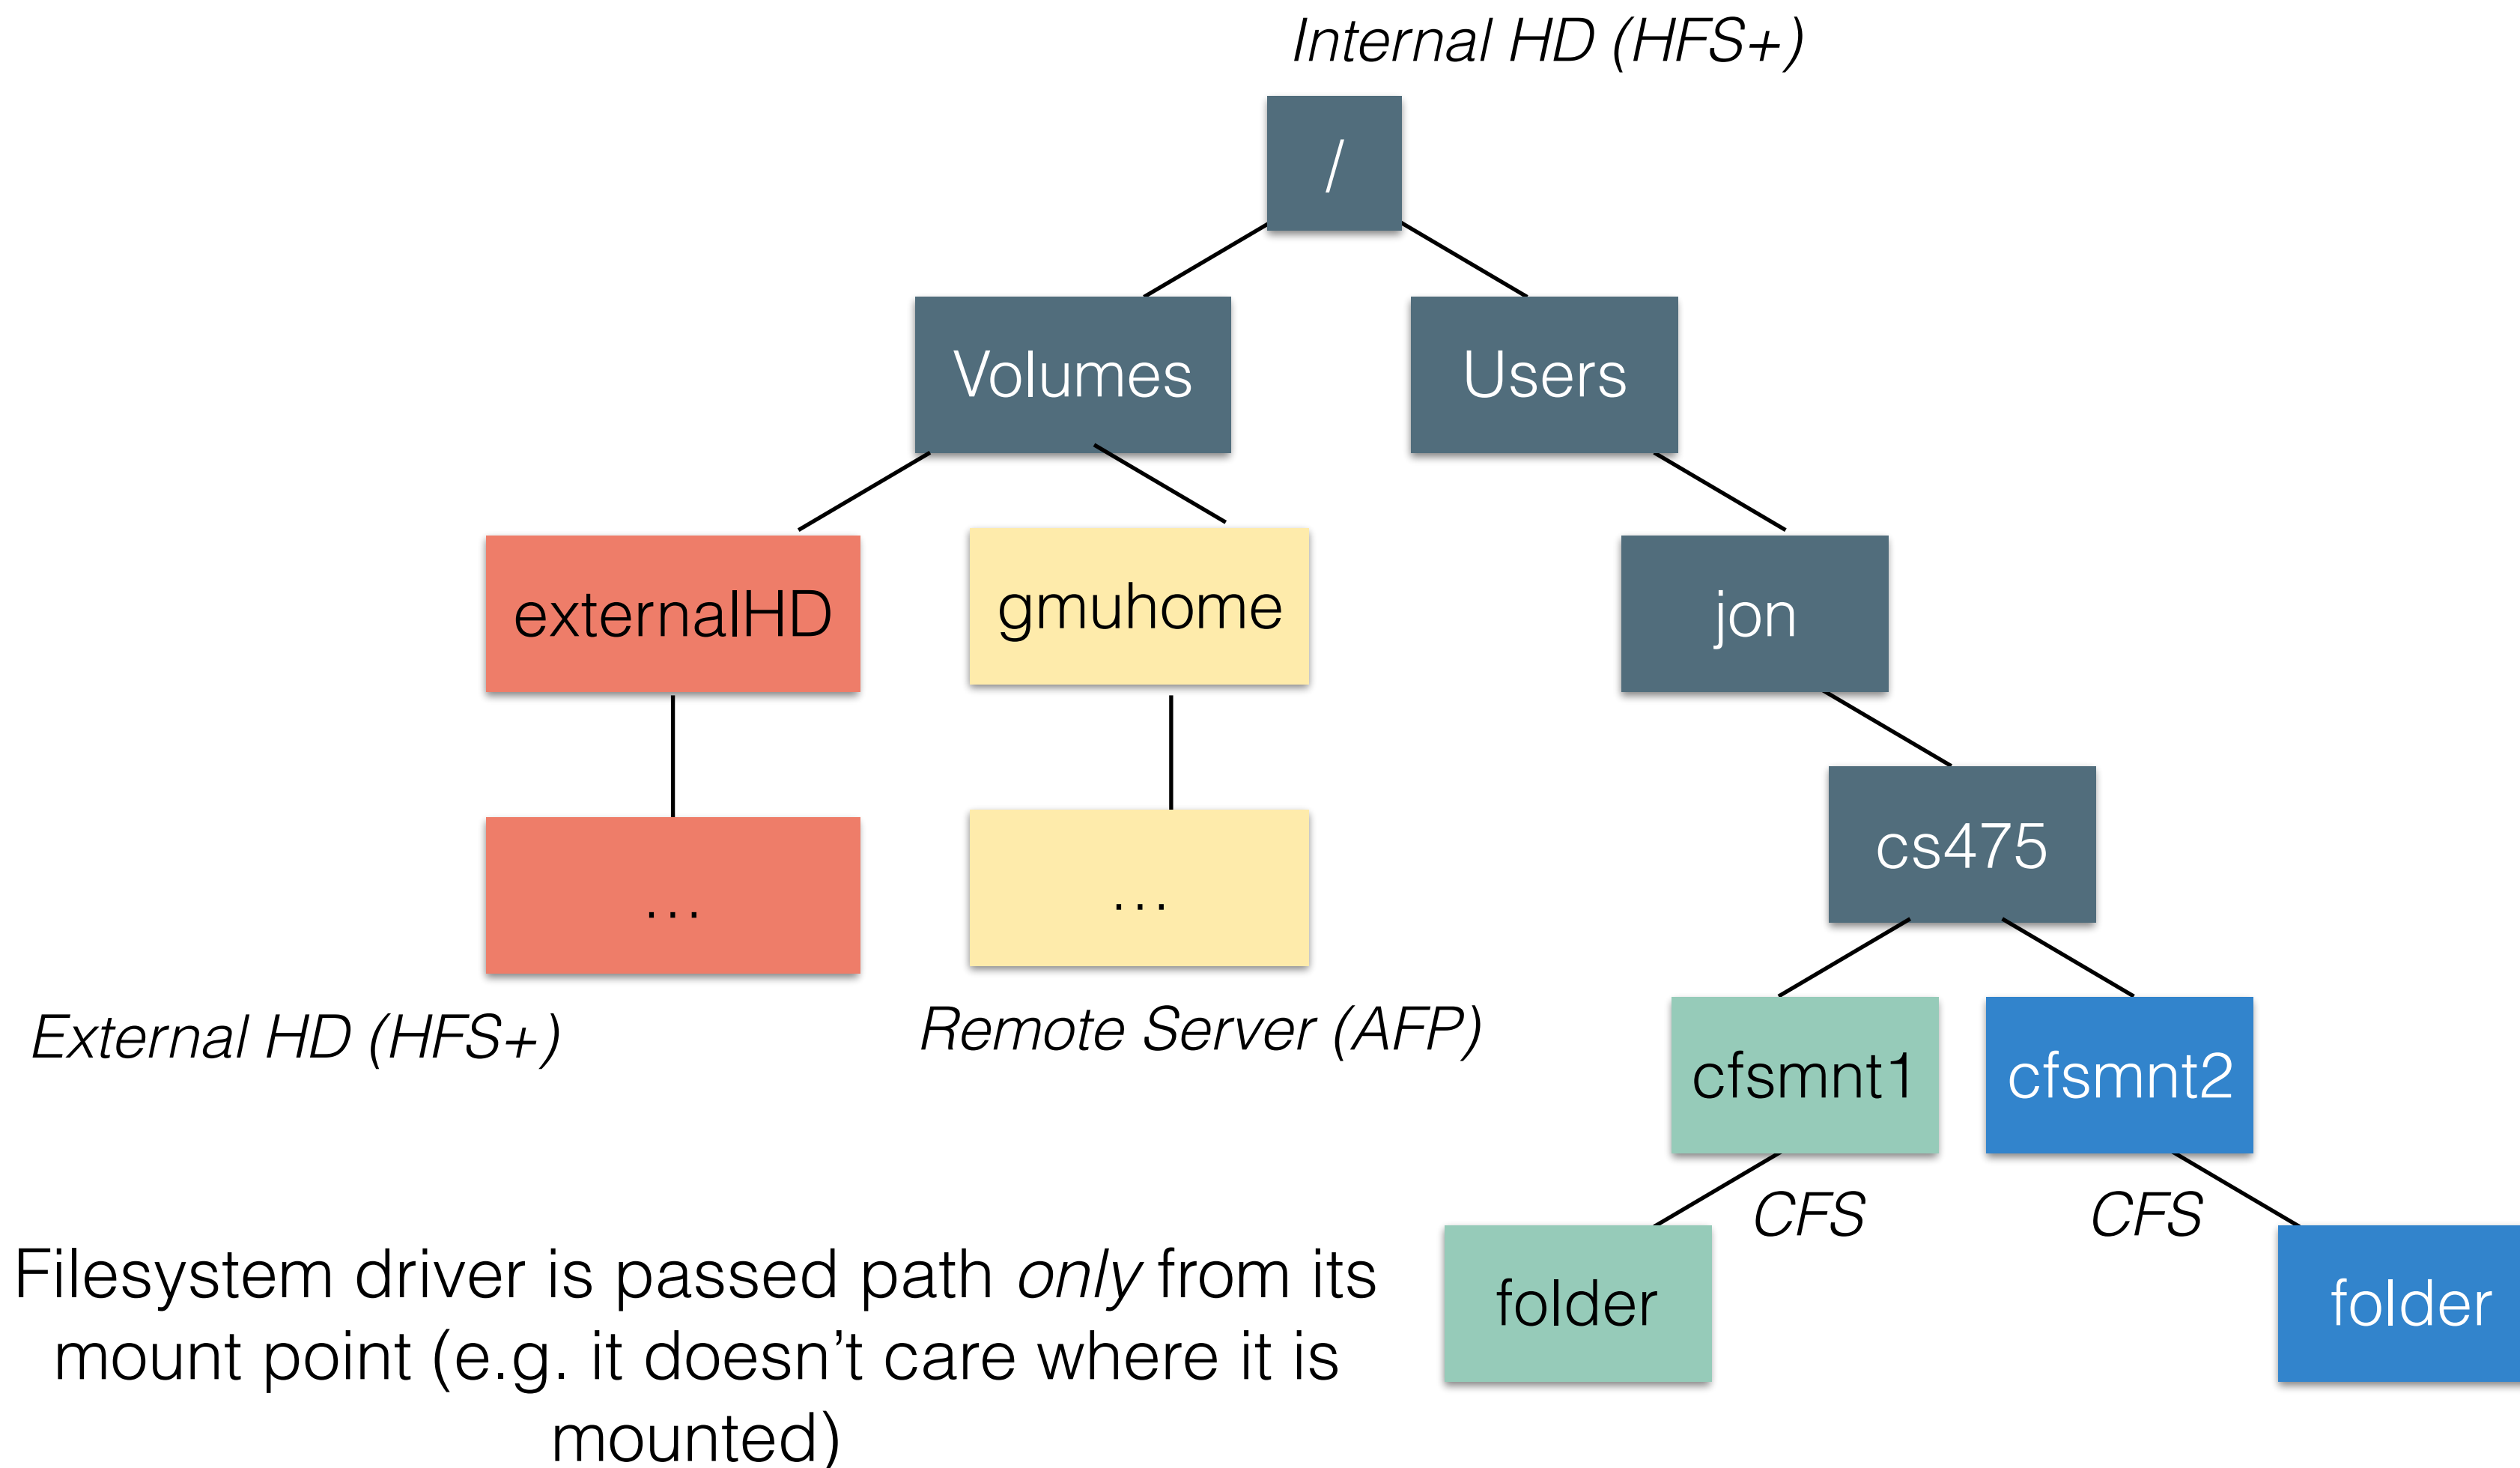 Internal HD (HFS+)
/
Volumes
Users
externalHD
gmuhome
jon
cs475
...
...
External HD (HFS+)
Remote Server (AFP)
cfsmnt1
cfsmnt2
CFS
CFS
folder
folder
Filesystem driver is passed path only from its
mount point (e.g. it doesn’t care where it is
mounted)